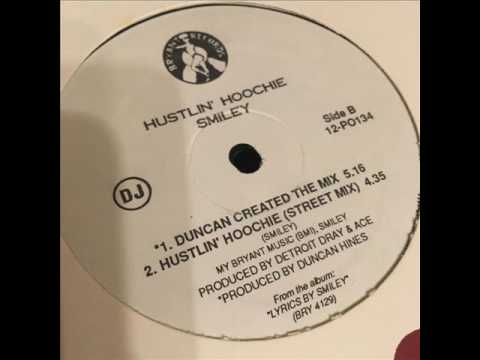 BRYANT RECORDS
HUSTLIN' HOOCHIE
SMILEY
Side B
12-PO134
DJ
*1. DUNCAN CREATED THE MIX 5.16
2. HUSTLIN' HOOCHIE (STREET MIX) 4.35
(SMILEY)
MY BRYANT MUSIC (BMI), SMILEY
PRODUCED BY DETROIT DRAY & ACE
*PRODUCED BY DUNCAN HINES
From the album:
"LYRICS BY SMILEY"
(BRY 4129)